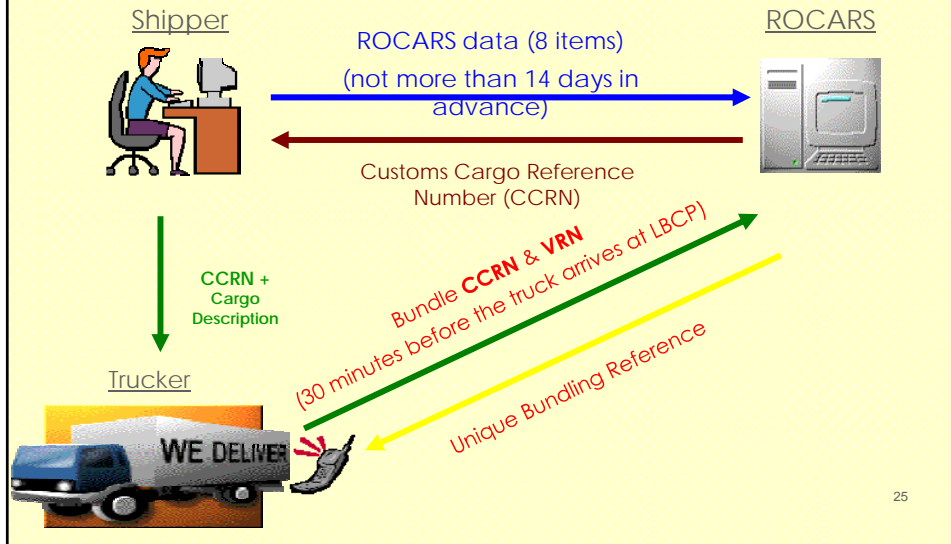 Shipper
ROCARS
ROCARS data (8 items)
(not more than 14 days in
advance)
Customs Cargo Reference
Number (CCRN)
CCRN +
Cargo
Description
Bundle CCRN & VRN
(30 minutes before the truck arrives at LBCP)
Unique Bundling Reference
Trucker
WE DELIVER
25